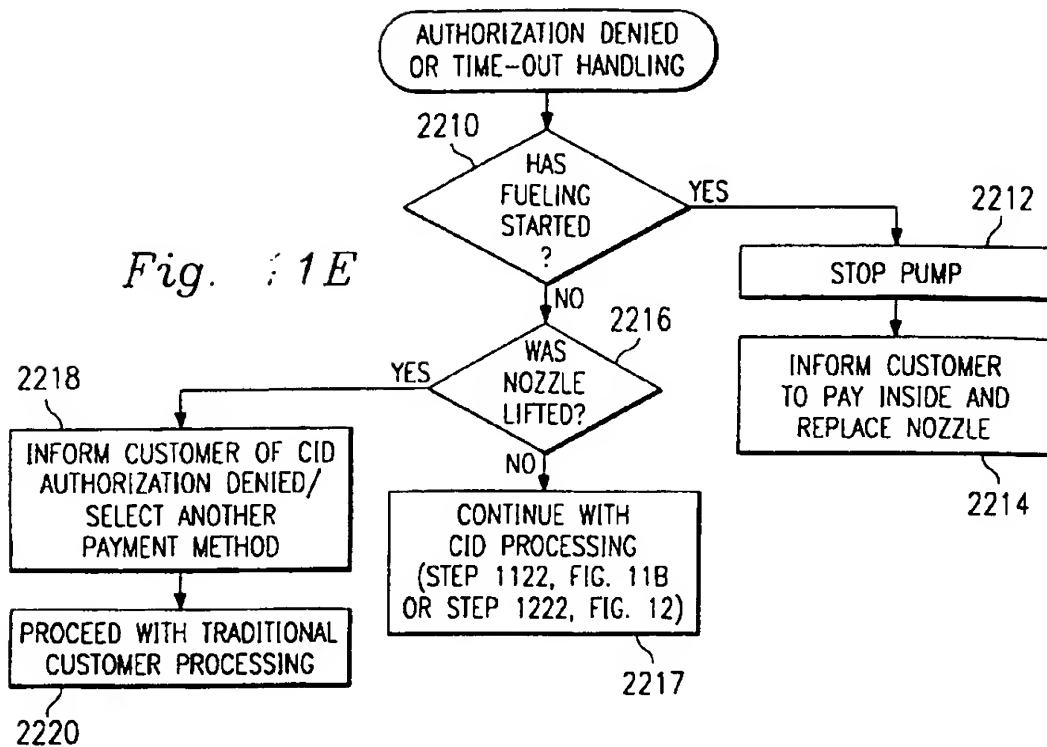 AUTHORIZATION DENIED
OR TIME-OUT HANDLING
2210
HAS
FUELING
STARTED
?
YES
NO
2212
STOP PUMP
INFORM CUSTOMER
TO PAY INSIDE AND
REPLACE NOZZLE
2214
Fig. 1E
2216
WAS
NOZZLE
LIFTED?
YES
NO
2218
INFORM CUSTOMER OF CID
AUTHORIZATION DENIED/
SELECT ANOTHER
PAYMENT METHOD
PROCEED WITH TRADITIONAL
CUSTOMER PROCESSING
2220
CONTINUE WITH
CID PROCESSING
(STEP 1122, FIG. 11B
OR STEP 1222, FIG. 12)
2217